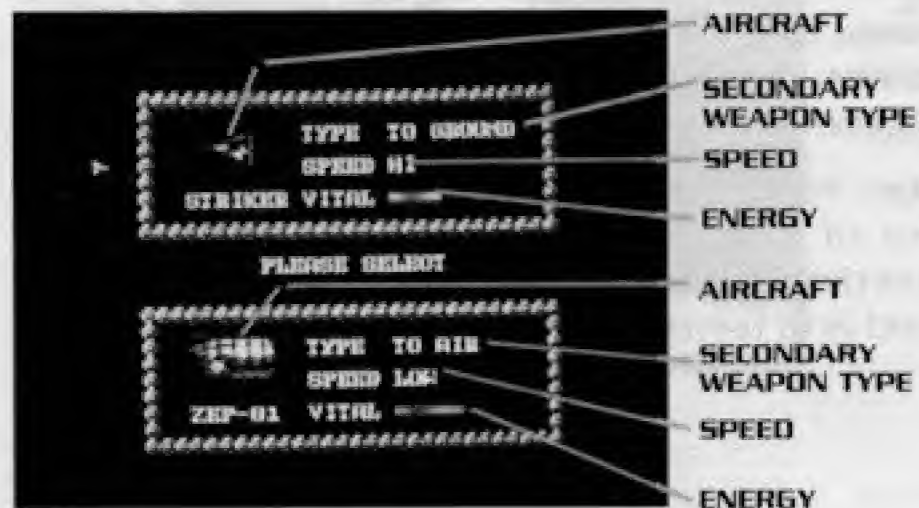 AIRCRAFT
TYPE TO GROUND
SECONDARY
WEAPON TYPE
SPEED HI
SPEED
STRIKER VITAL
ENERGY
PLEASE SELECT
AIRCRAFT
TYPE TO AIR
SECONDARY
WEAPON TYPE
SPEED LOW
ZEP-01 VITAL
SPEED
ENERGY